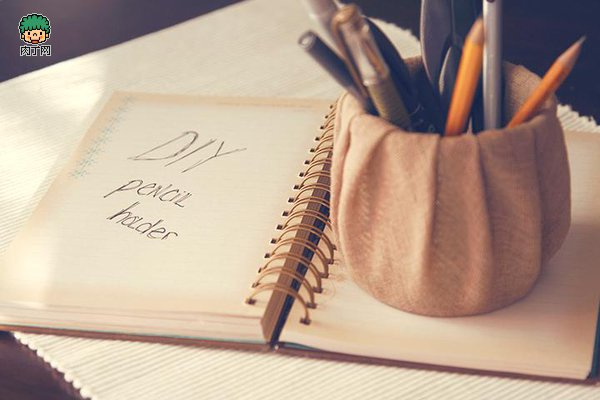 肉丁网
DIY
pencil
holder